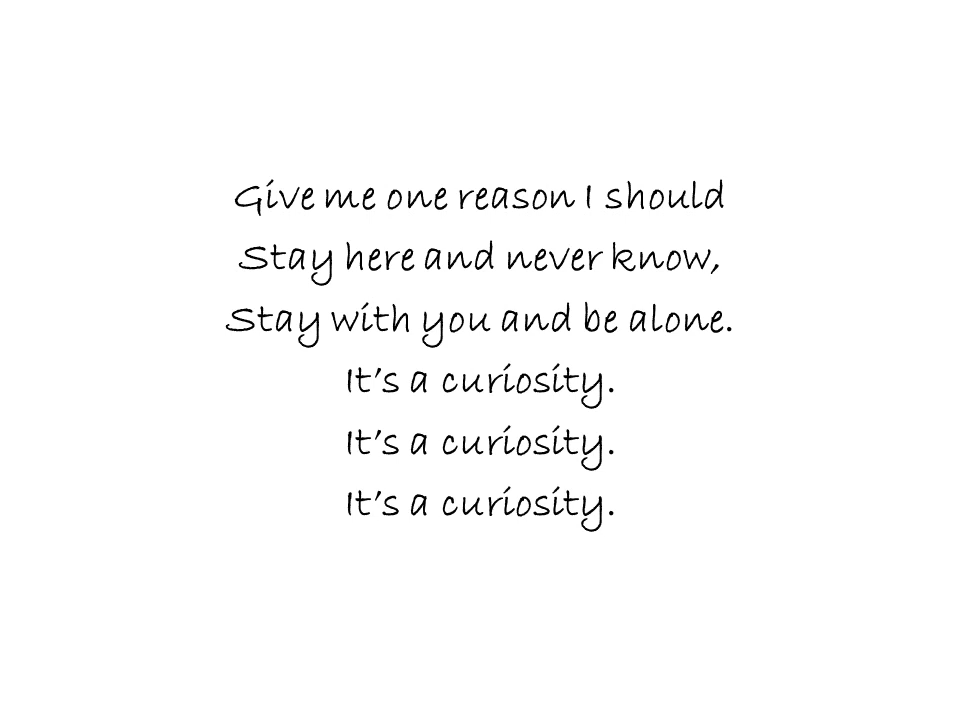 Give me one reason I should
Stay here and never know,
Stay with you and be alone.
It’s a curiosity.
It’s a curiosity.
It’s a curiosity.